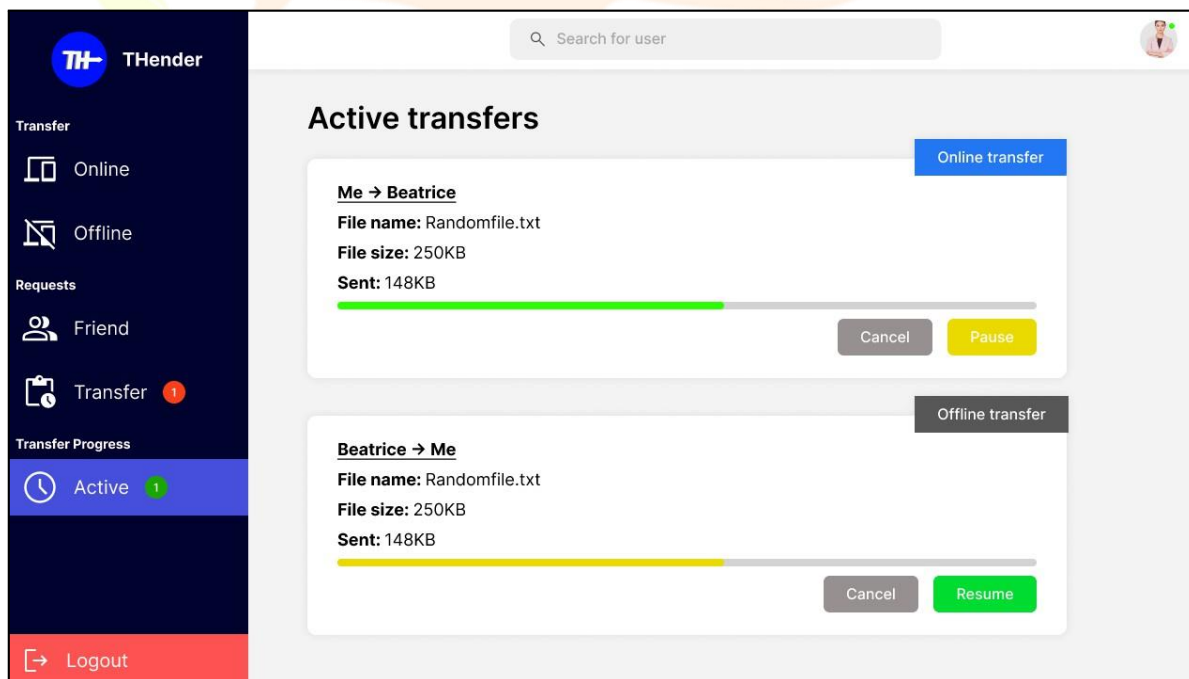 TH
THender
Search for user
Transfer
Online
Offline
Requests
Friend
Transfer 1
Transfer Progress
Active 1
Logout
Active transfers
Online transfer
Me → Beatrice
File name: Randomfile.txt
File size: 250KB
Sent: 148KB
Cancel Pause
Offline transfer
Beatrice → Me
File name: Randomfile.txt
File size: 250KB
Sent: 148KB
Cancel Resume